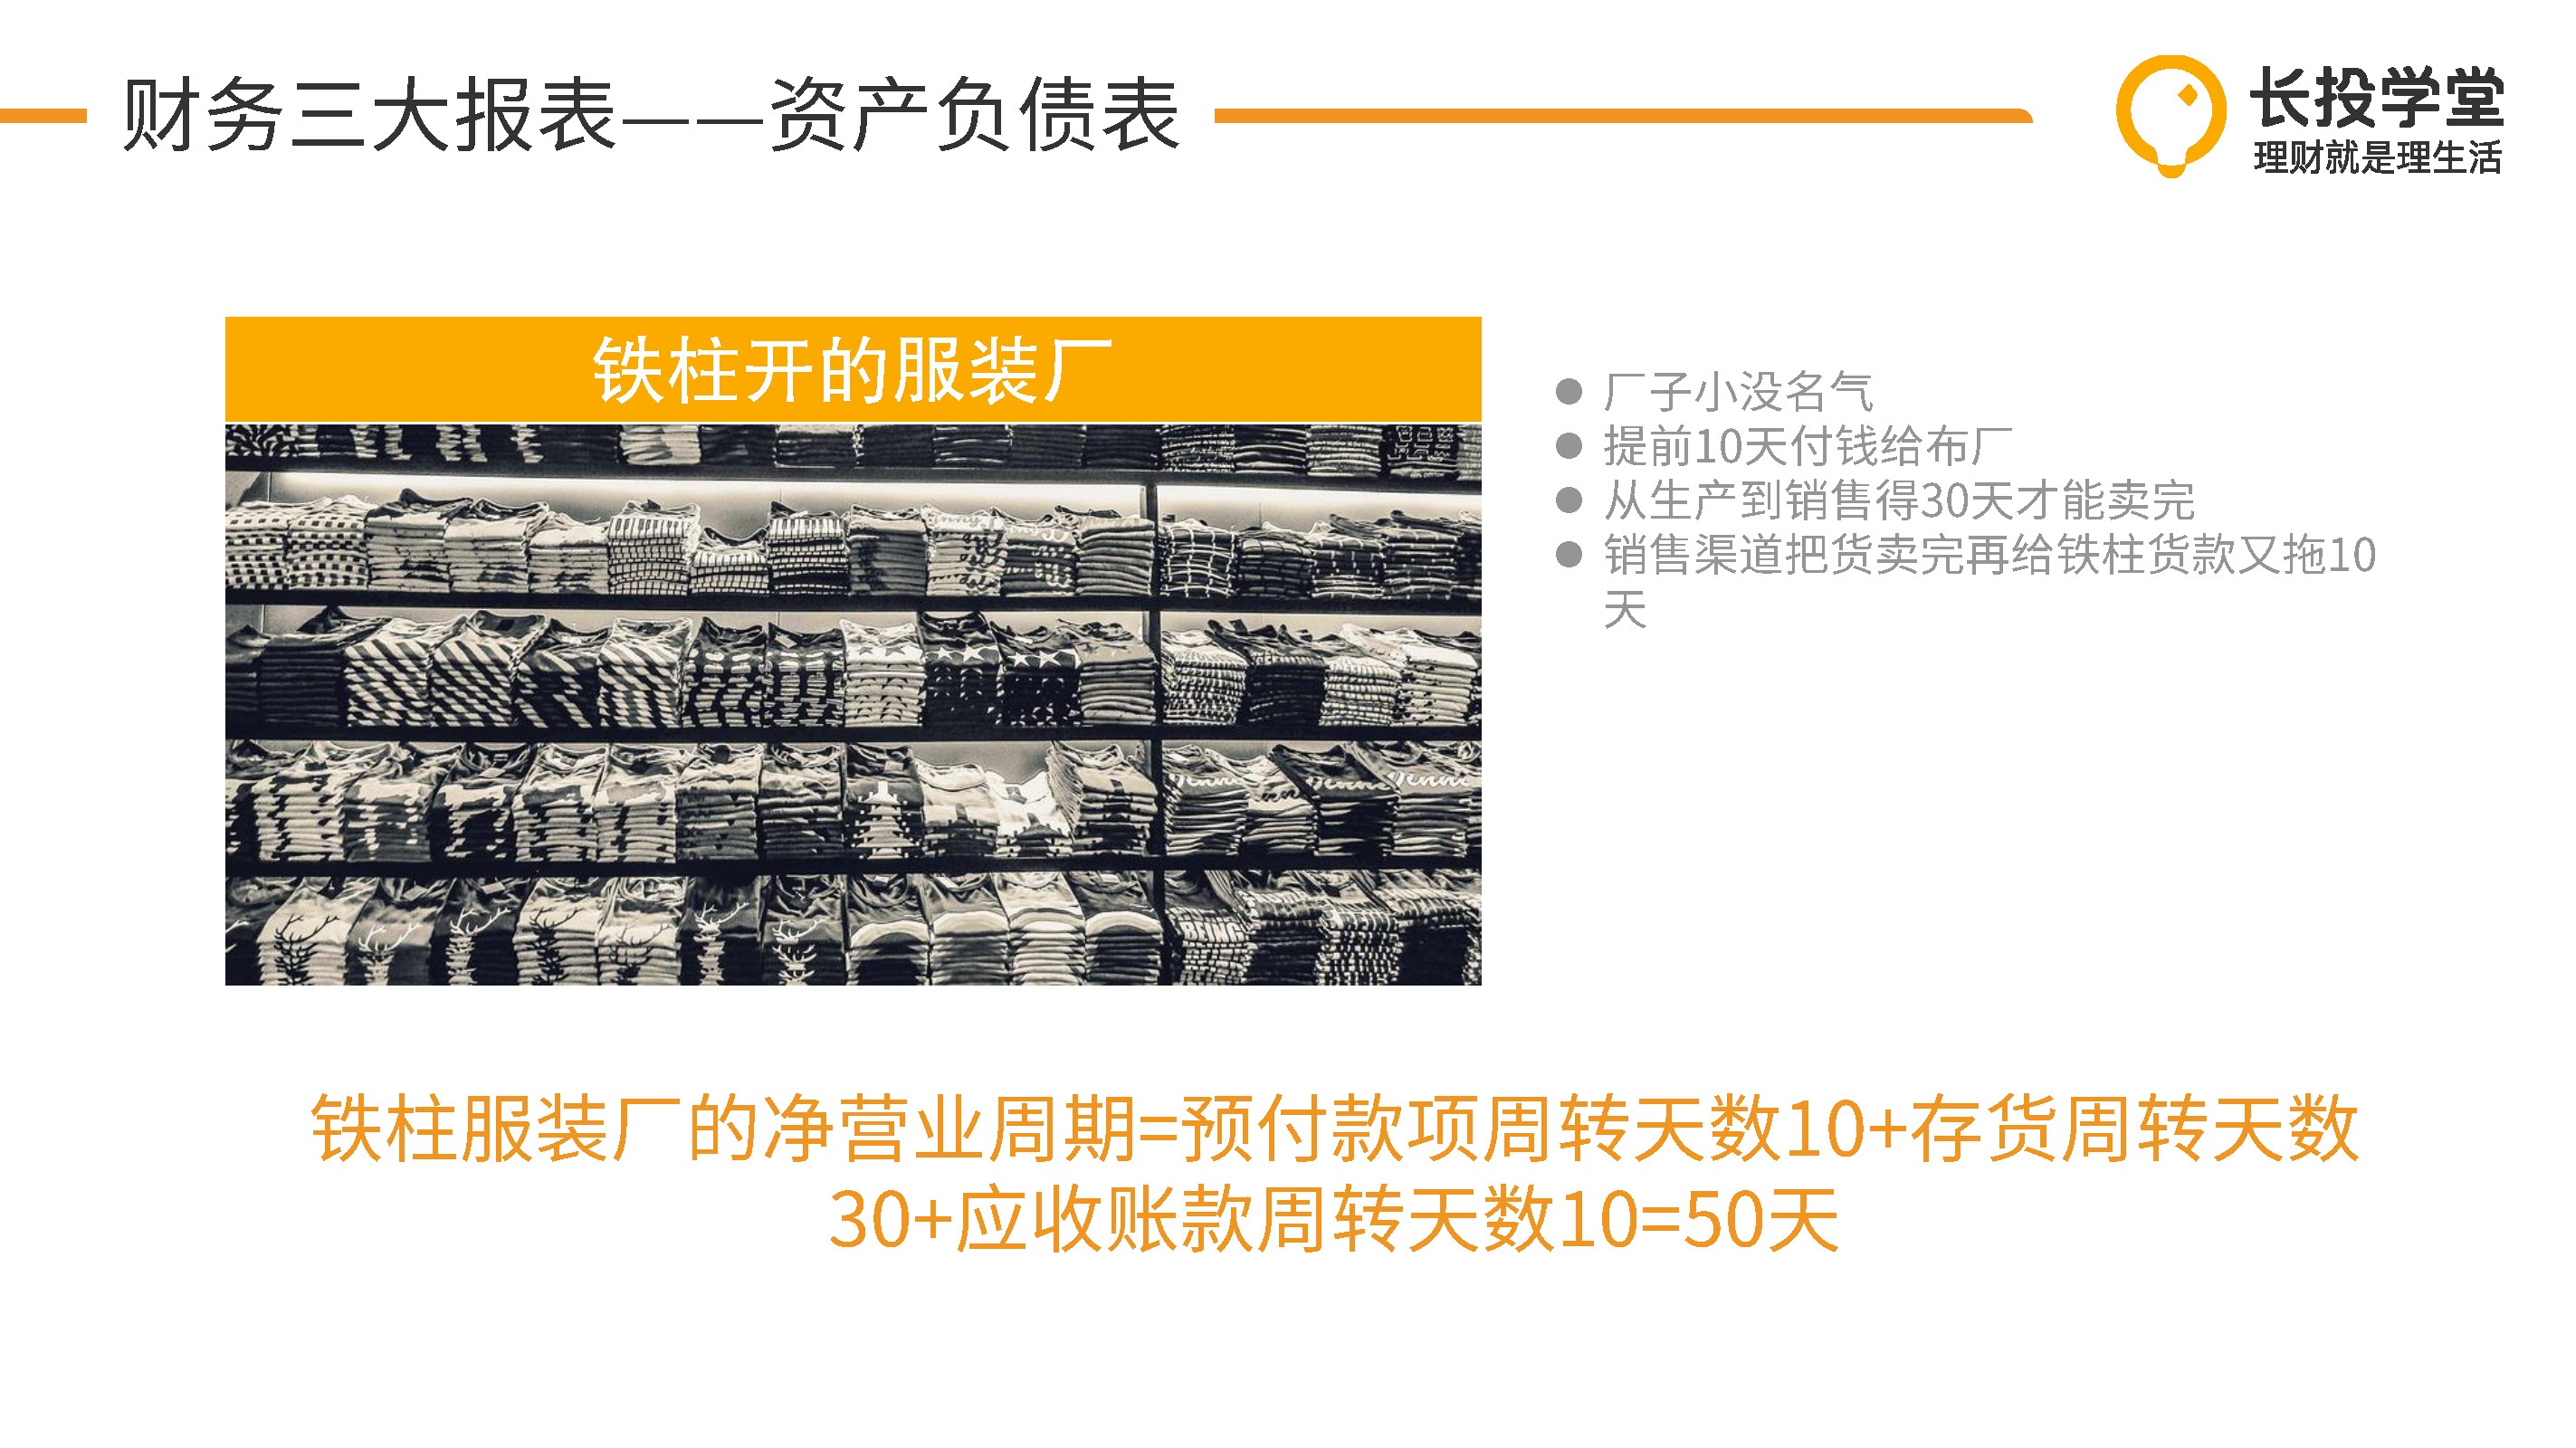 财务三大报表——资产负债表
长投学堂
理财就是理生活
铁柱开的服装厂
● 厂子小没名气
● 提前10天付钱给布厂
● 从生产到销售得30天才能卖完
● 销售渠道把货卖完再给铁柱货款又拖10
天
铁柱服装厂的净营业周期=预付款项周转天数10+存货周转天数
30+应收账款周转天数10=50天